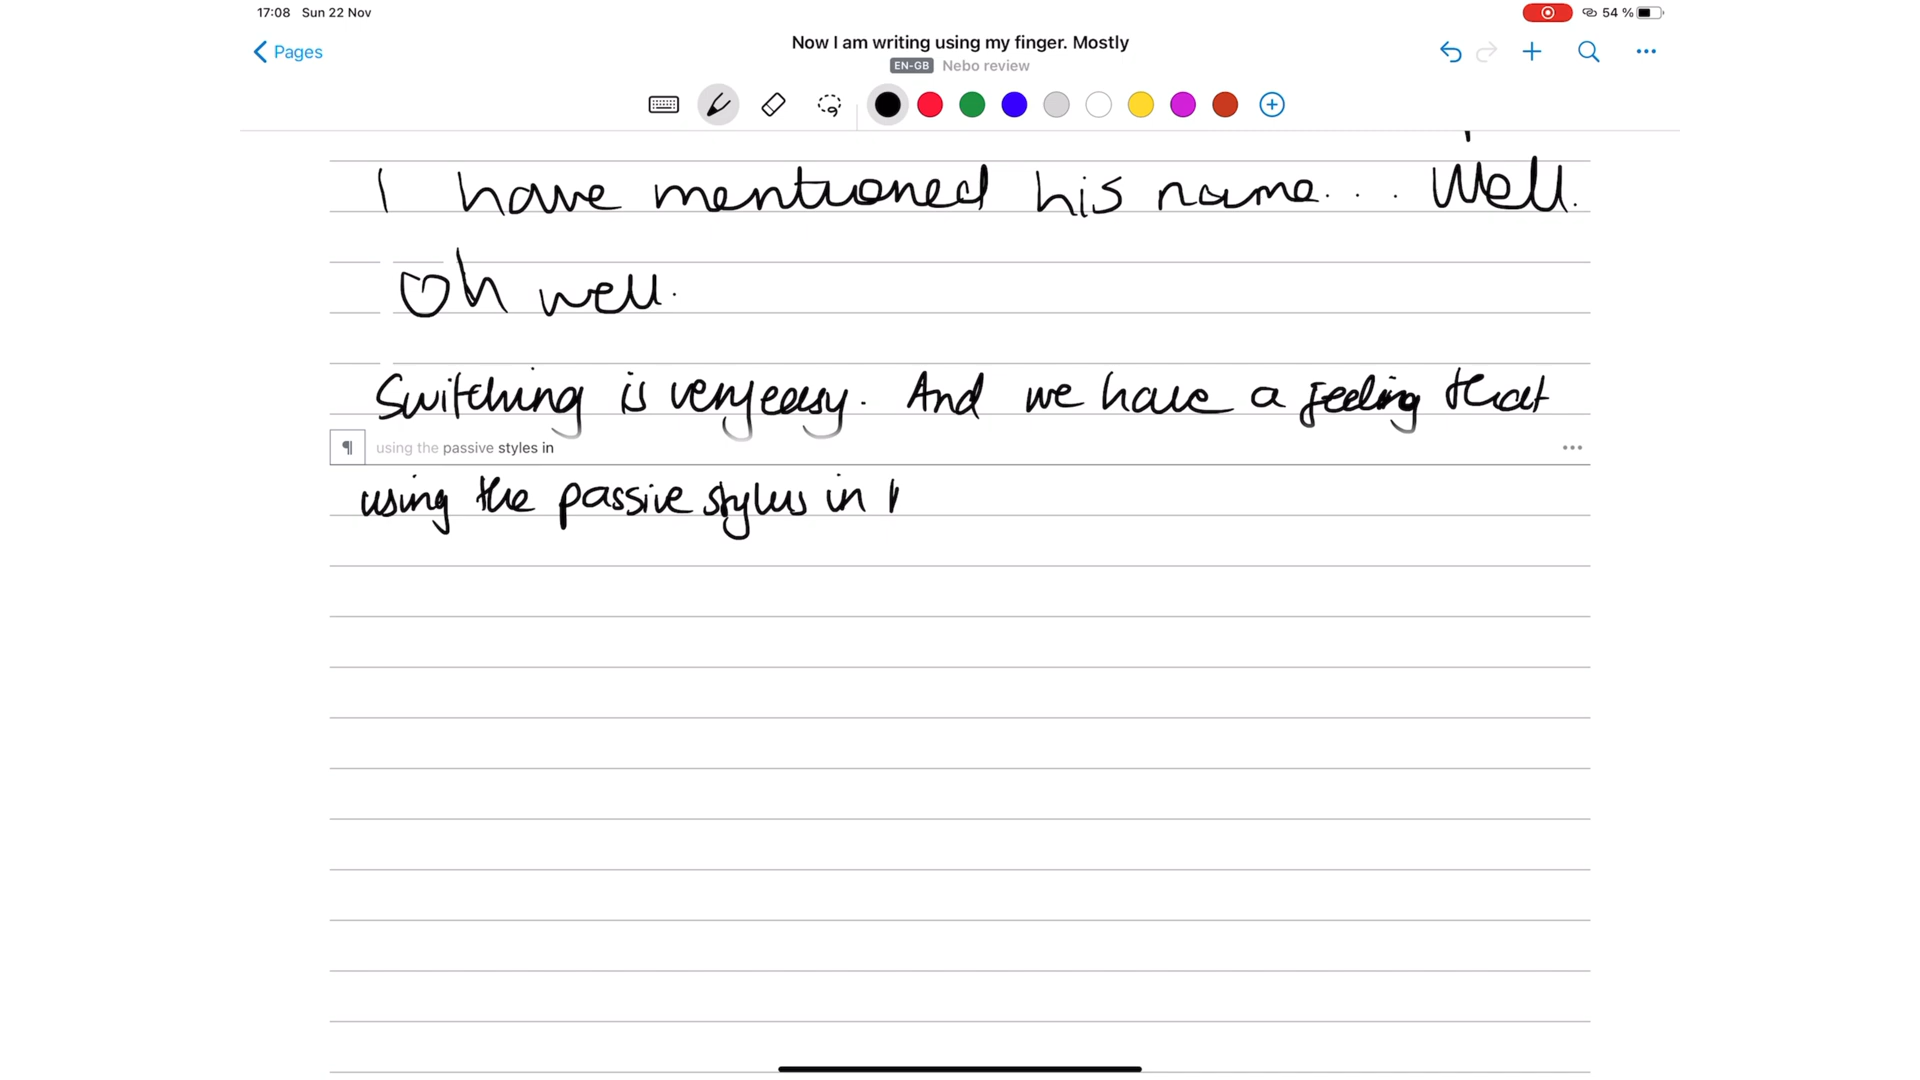 17:08 Sun 22 Nov 54 %
Pages
Now I am writing using my finger. Mostly
EN-GB Nebo review
I have mentioned his name... Well.
Oh well.
Switching is very easy. And we have a feeling that
using the passive styles in
using the passive stylus in